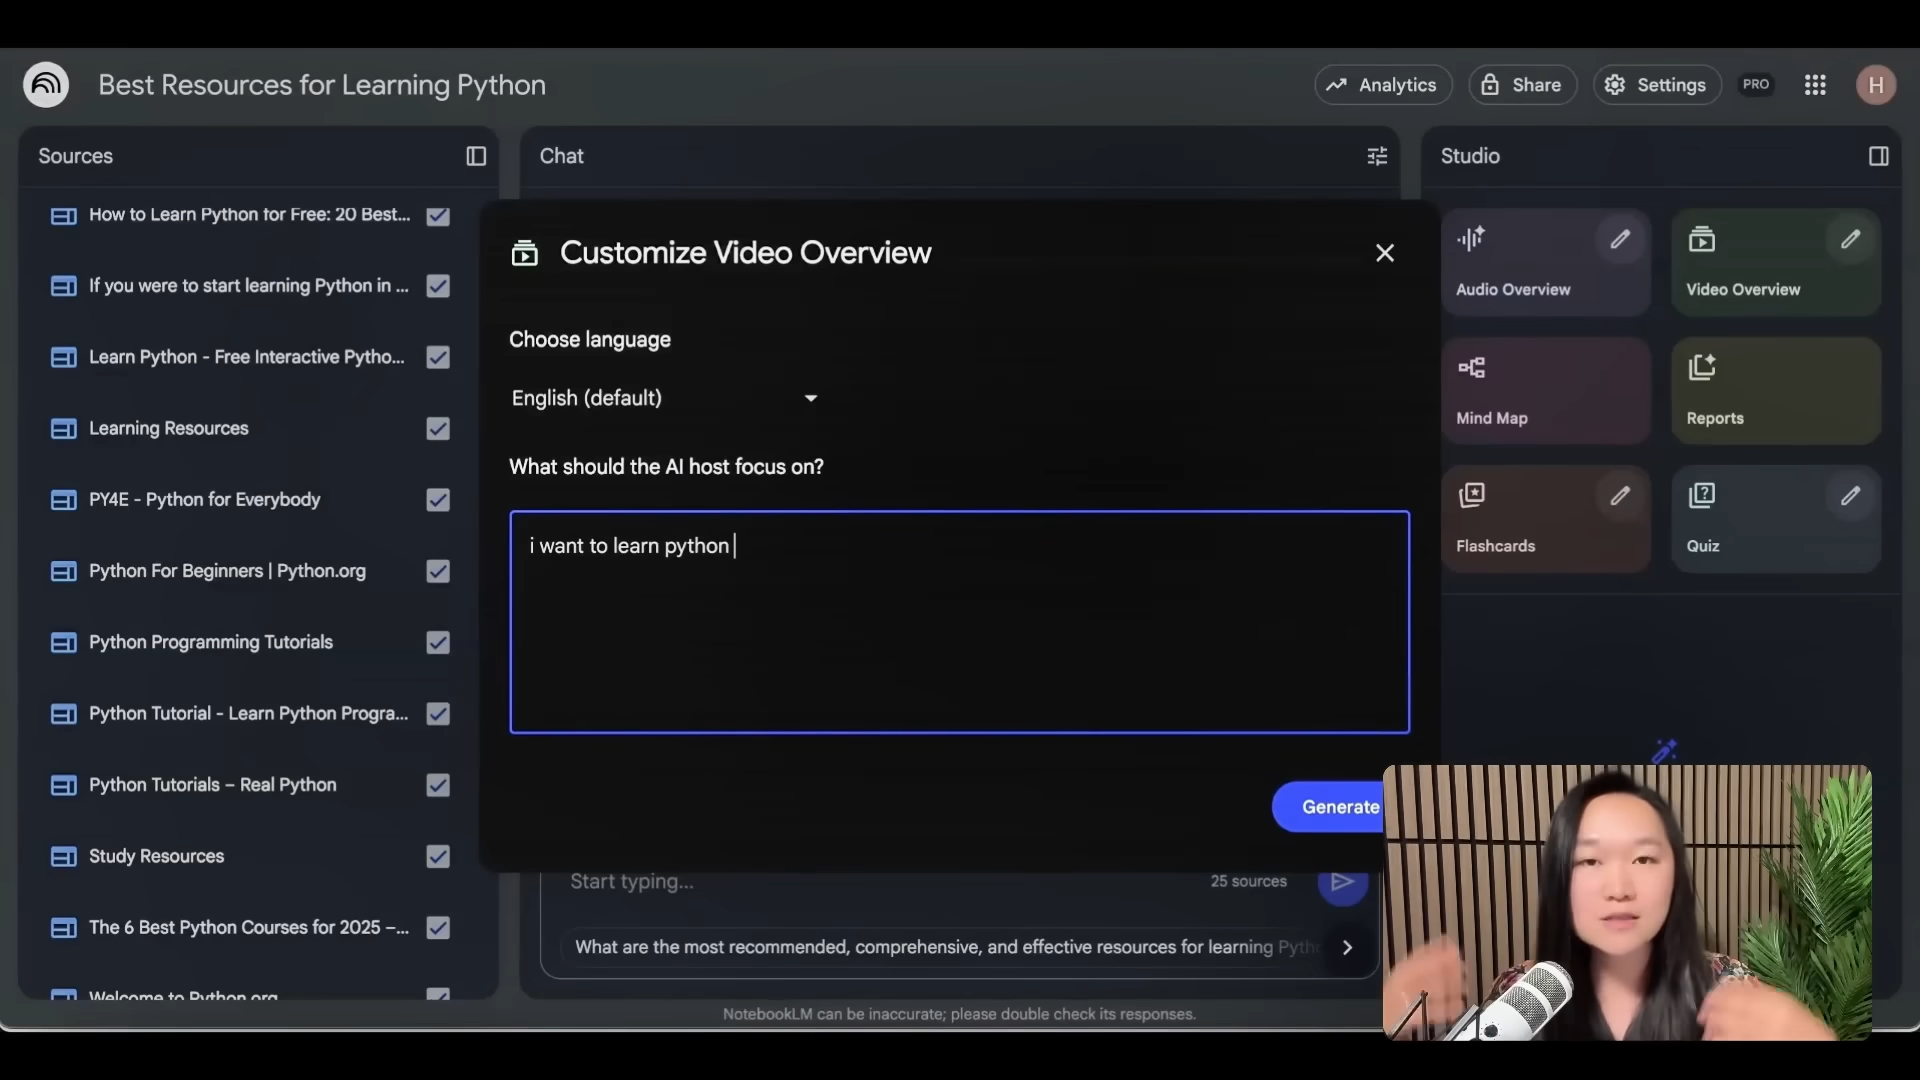 Best Resources for Learning Python
Analytics
Share
Settings
PRO
H
Sources
How to Learn Python for Free: 20 Best...
If you were to start learning Python in ...
Learn Python - Free Interactive Pytho...
Learning Resources
PY4E - Python for Everybody
Python For Beginners | Python.org
Python Programming Tutorials
Python Tutorial - Learn Python Progra...
Python Tutorials – Real Python
Study Resources
The 6 Best Python Courses for 2025 –...
Welcome to Python.org
Chat
Customize Video Overview
Choose language
English (default)
What should the AI host focus on?
i want to learn python
Generate
Start typing...
25 sources
What are the most recommended, comprehensive, and effective resources for learning Pyth
NotebookLM can be inaccurate; please double check its responses.
Studio
Audio Overview
Video Overview
Mind Map
Reports
Flashcards
Quiz